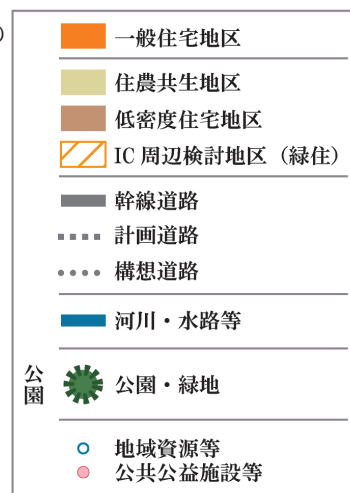 一般住宅地区
住農共生地区
低密度住宅地区
IC 周辺検討地区（緑住）
幹線道路
計画道路
構想道路
河川・水路等
公園
公園・緑地
地域資源等
公共公益施設等